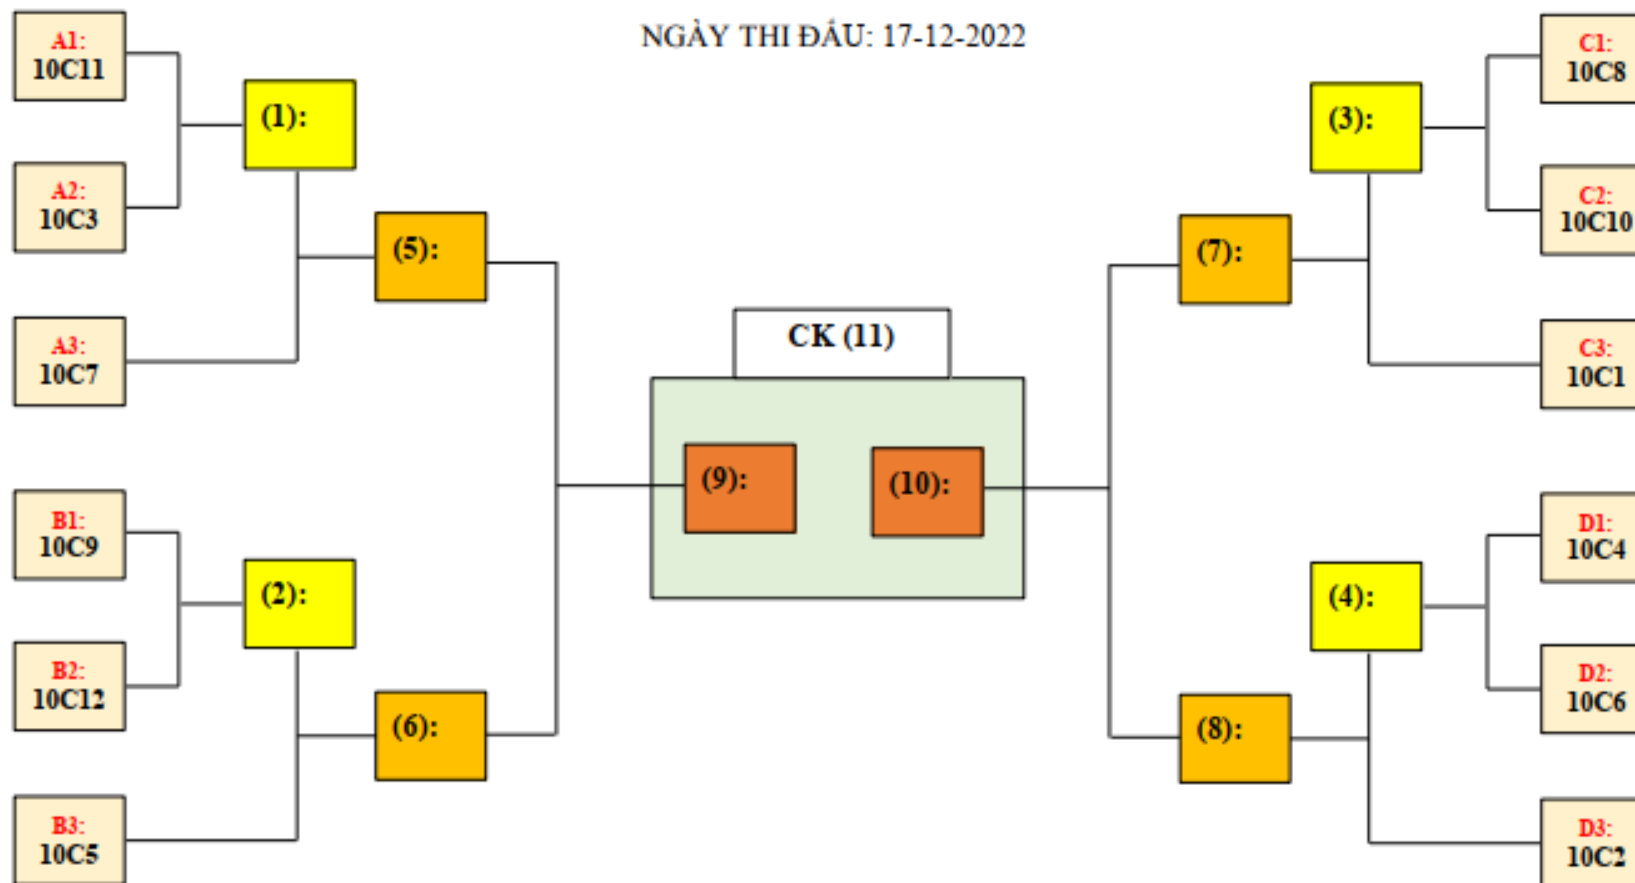 NGÀY THI ĐẤU: 17-12-2022
A1:
10C11
(1):
A2:
10C3
(5):
A3:
10C7
B1:
10C9
(2):
B2:
10C12
(6):
B3:
10C5
CK (11)
(9):
(10):
C1:
10C8
(3):
C2:
10C10
(7):
C3:
10C1
D1:
10C4
(4):
D2:
10C6
(8):
D3:
10C2